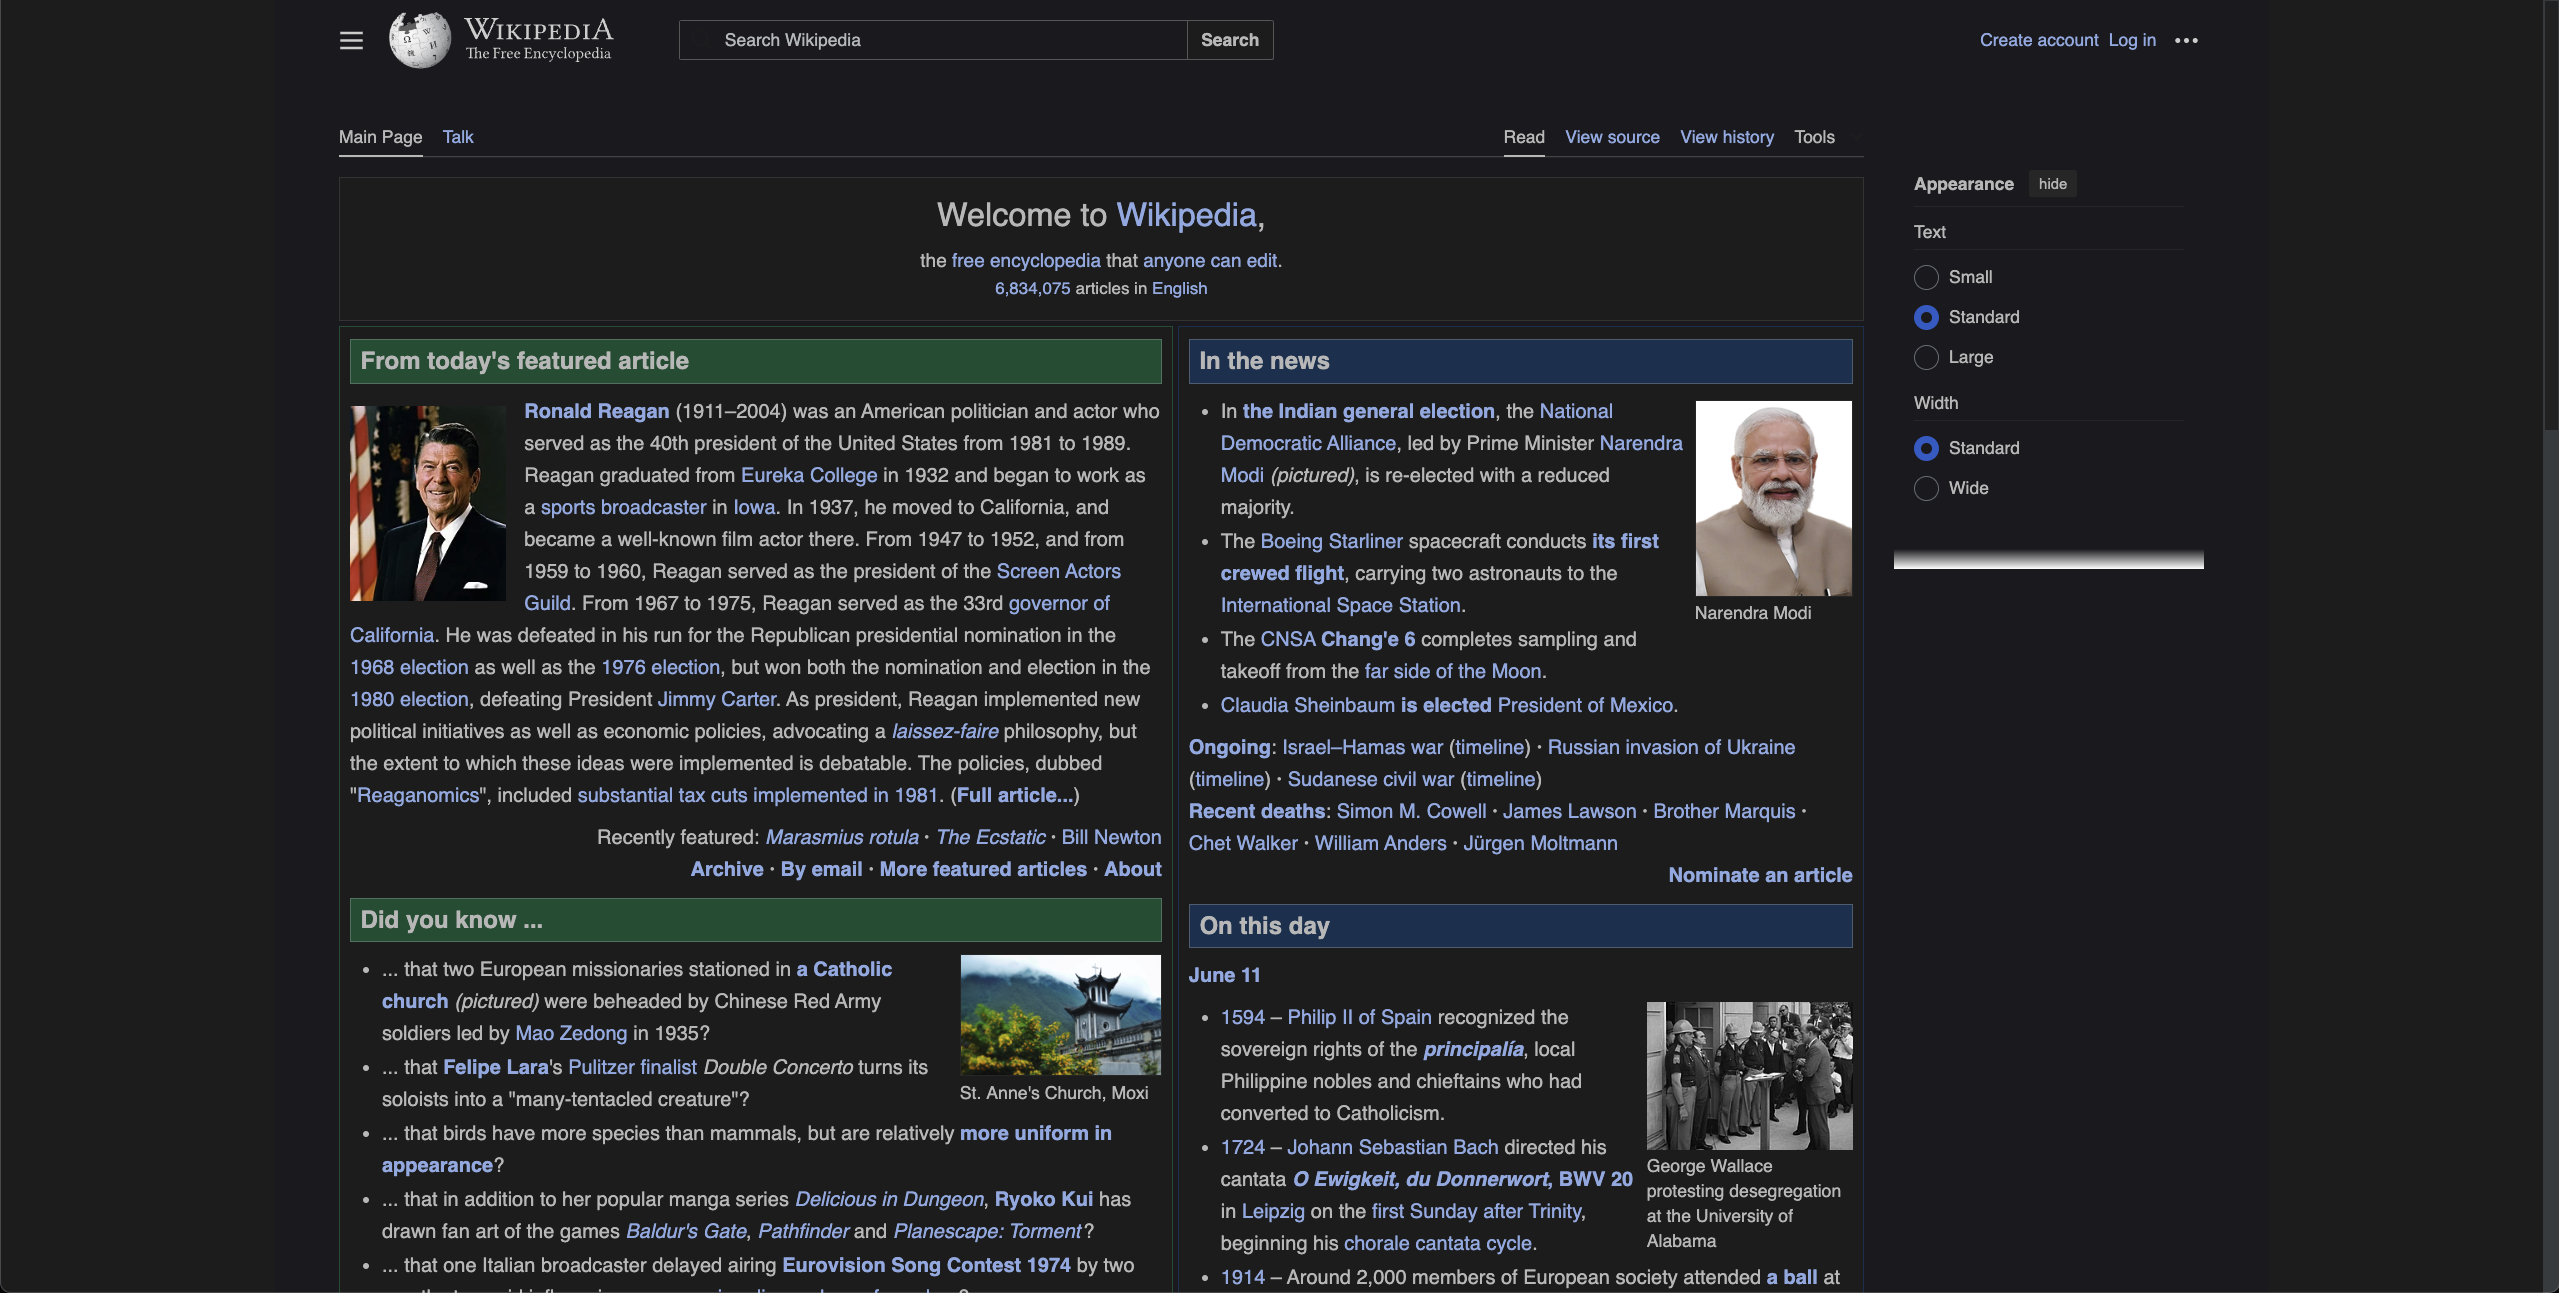 WIKIPEDIA
The Free Encyclopedia
Search Wikipedia
Search
Create account Log in
Main Page Talk
Read View source View history Tools
Welcome to Wikipedia,
the free encyclopedia that anyone can edit.
6,834,075 articles in English
From today's featured article
Ronald Reagan (1911–2004) was an American politician and actor who
served as the 40th president of the United States from 1981 to 1989.
Reagan graduated from Eureka College in 1932 and began to work as
a sports broadcaster in Iowa. In 1937, he moved to California, and
became a well-known film actor there. From 1947 to 1952, and from
1959 to 1960, Reagan served as the president of the Screen Actors
Guild. From 1967 to 1975, Reagan served as the 33rd governor of
California. He was defeated in his run for the Republican presidential nomination in the
1968 election as well as the 1976 election, but won both the nomination and election in the
1980 election, defeating President Jimmy Carter. As president, Reagan implemented new
political initiatives as well as economic policies, advocating a laissez-faire philosophy, but
the extent to which these ideas were implemented is debatable. The policies, dubbed
"Reaganomics", included substantial tax cuts implemented in 1981. (Full article...)
Recently featured: Marasmius rotula · The Ecstatic · Bill Newton
Archive · By email · More featured articles · About
Did you know ...
... that two European missionaries stationed in a Catholic
church (pictured) were beheaded by Chinese Red Army
soldiers led by Mao Zedong in 1935?
... that Felipe Lara's Pulitzer finalist Double Concerto turns its
soloists into a "many-tentacled creature"?
St. Anne's Church, Moxi
... that birds have more species than mammals, but are relatively more uniform in
appearance?
... that in addition to her popular manga series Delicious in Dungeon, Ryoko Kui has
drawn fan art of the games Baldur's Gate, Pathfinder and Planescape: Torment?
... that one Italian broadcaster delayed airing Eurovision Song Contest 1974 by two
In the news
In the Indian general election, the National
Democratic Alliance, led by Prime Minister Narendra
Modi (pictured), is re-elected with a reduced
majority.
The Boeing Starliner spacecraft conducts its first
crewed flight, carrying two astronauts to the
International Space Station.
Narendra Modi
The CNSA Chang'e 6 completes sampling and
takeoff from the far side of the Moon.
Claudia Sheinbaum is elected President of Mexico.
Ongoing: Israel–Hamas war (timeline) · Russian invasion of Ukraine
(timeline) · Sudanese civil war (timeline)
Recent deaths: Simon M. Cowell · James Lawson · Brother Marquis ·
Chet Walker · William Anders · Jürgen Moltmann
Nominate an article
On this day
June 11
1594 – Philip II of Spain recognized the
sovereign rights of the principalía, local
Philippine nobles and chieftains who had
converted to Catholicism.
1724 – Johann Sebastian Bach directed his
cantata O Ewigkeit, du Donnerwort, BWV 20
in Leipzig on the first Sunday after Trinity,
beginning his chorale cantata cycle.
George Wallace
protesting desegregation
at the University of
Alabama
1914 – Around 2,000 members of European society attended a ball at
Appearance hide
Text
Small
Standard
Large
Width
Standard
Wide